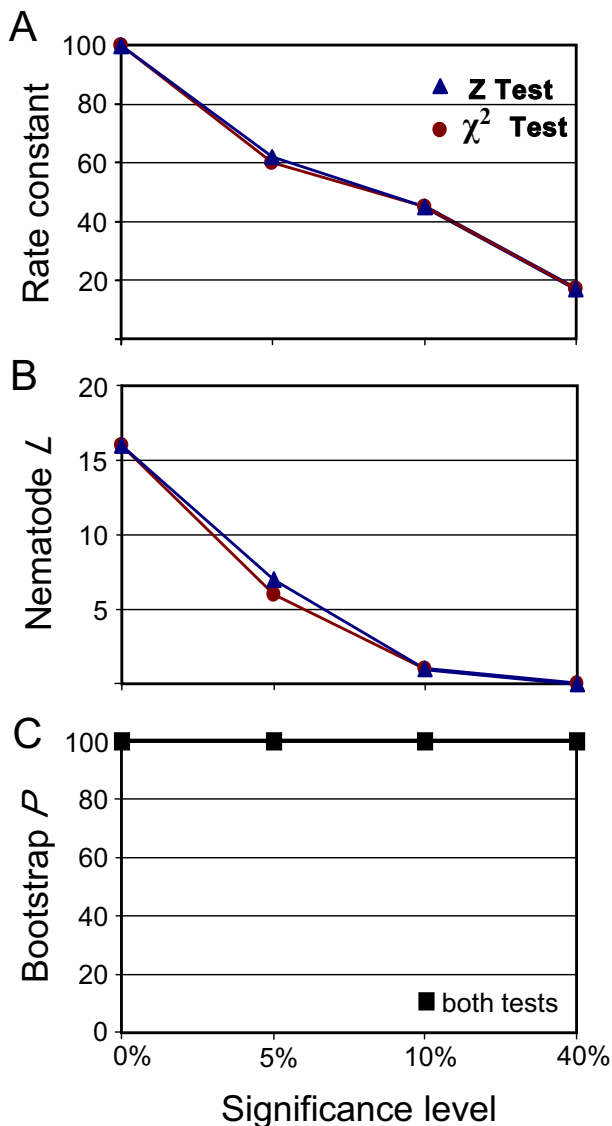 A
Rate constant
100
80
60
40
20
Z Test
χ² Test
B
Nematode L
20
15
10
5
C
Bootstrap P
100
80
60
40
20
0
both tests
0% 5% 10% 40%
Significance level